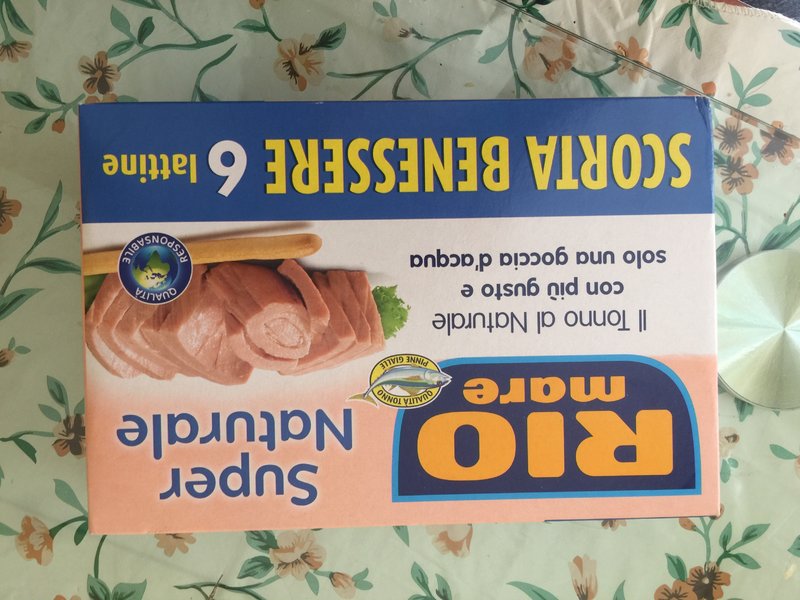 RIO
mare
Super
Naturale
QUALITÀ TONNO
PINNE GIALLE
Il Tonno al Naturale
con più gusto e
solo una goccia d'acqua
QUALITÀ
RESPONSABILE
SCORTA BENESSERE 6 lattine